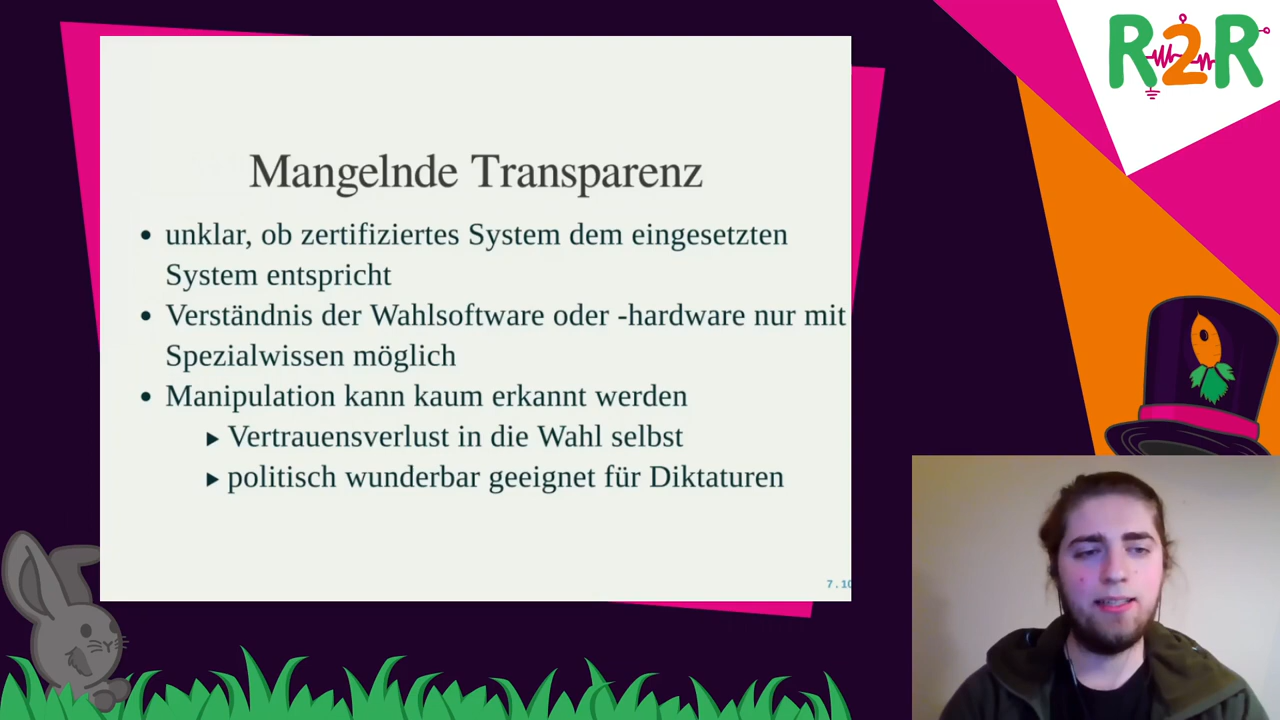 R2R
Mangelnde Transparenz
unklar, ob zertifiziertes System dem eingesetzten
System entspricht
Verständnis der Wahlsoftware oder -hardware nur mit
Spezialwissen möglich
Manipulation kann kaum erkannt werden
Vertrauensverlust in die Wahl selbst
politisch wunderbar geeignet für Diktaturen